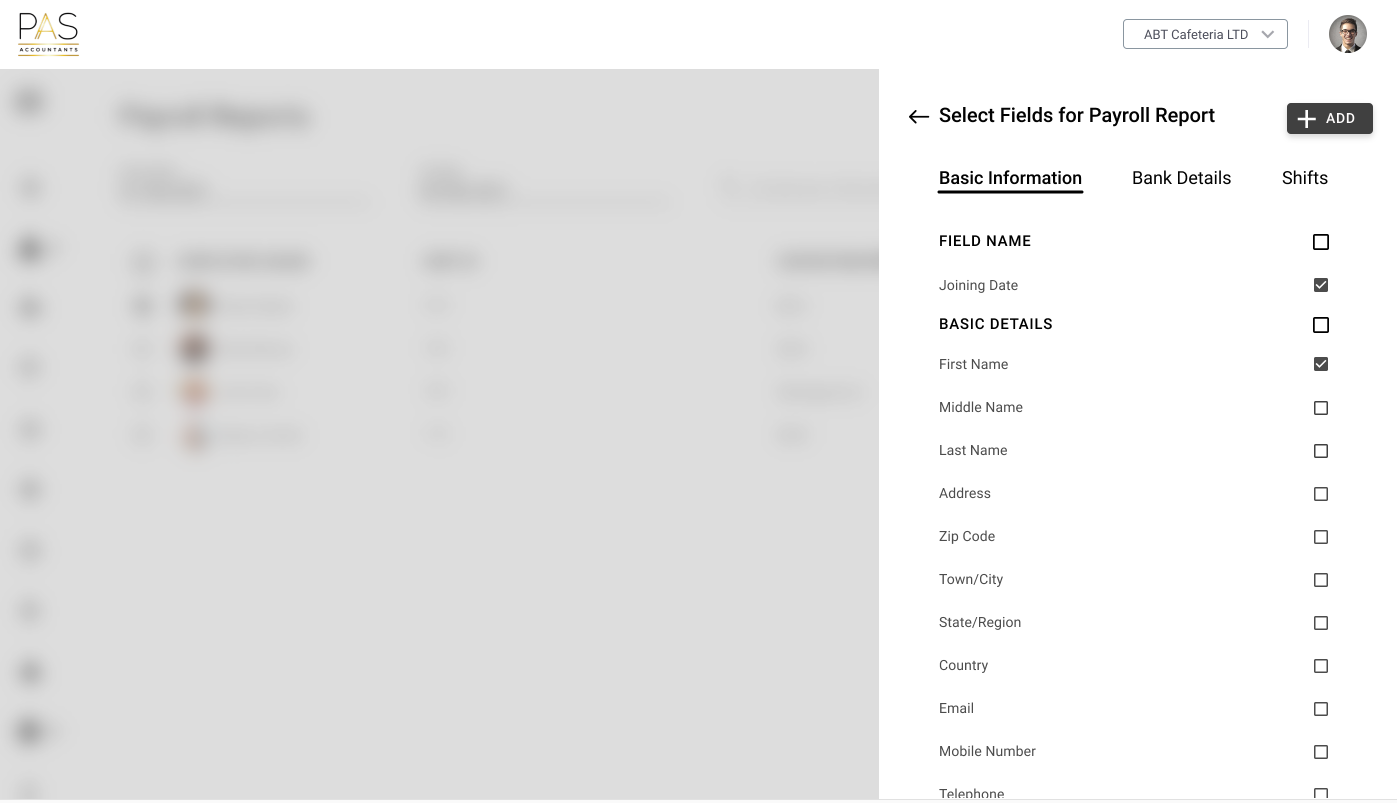 PAS
ACCOUNTANTS
ABT Cafeteria LTD
Payroll Reports
Select Fields for Payroll Report
ADD
Basic Information
Bank Details
Shifts
FIELD NAME
Joining Date
BASIC DETAILS
First Name
Middle Name
Last Name
Address
Zip Code
Town/City
State/Region
Country
Email
Mobile Number
Telephone